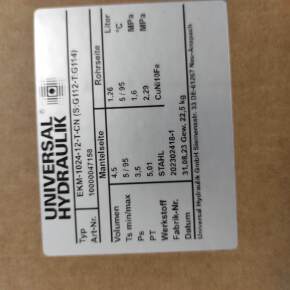 UNIVERSAL
HYDRAULIK
Typ EKM-1024-12-T-CN (S:G112-T:G114)
Art-Nr. 10000047158
Mantelseite Rohrseite
Volumen 4,5 1,26 Liter
Ts min/max 5 / 95 5 / 95 °C
Ps 3,5 1,6 MPa
PT 5,01 2,29 MPa
Werkstoff STAHL CuNi10Fe
Fabrik-Nr. 202302418-1
Datum 31.08.23 Gew. 22,5 kg
Universal Hydraulik GmbH Siemensstr. 33 DE-61267 Neu-Anspach